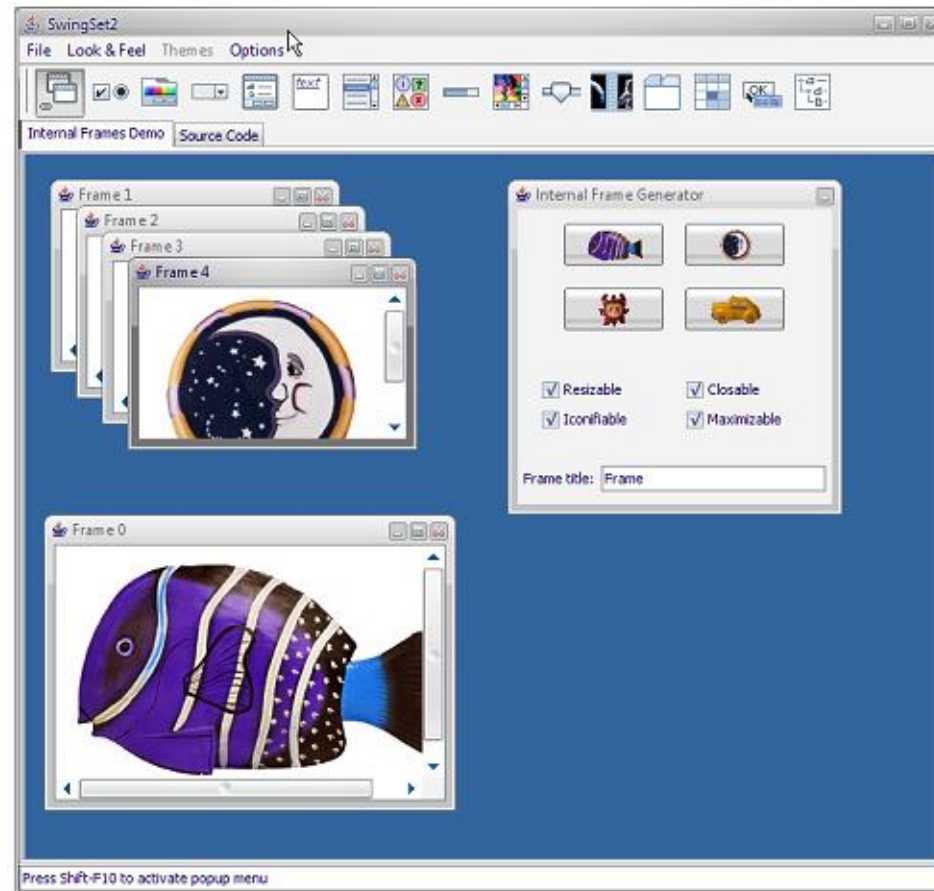 SwingSet2
File Look & Feel Themes Options
text
OK
Internal Frames Demo Source Code
Frame 1
Frame 2
Frame 3
Frame 4
Internal Frame Generator
Resizable Closable
Iconifiable Maximizable
Frame title: Frame
Frame 0
Press Shift-F10 to activate popup menu